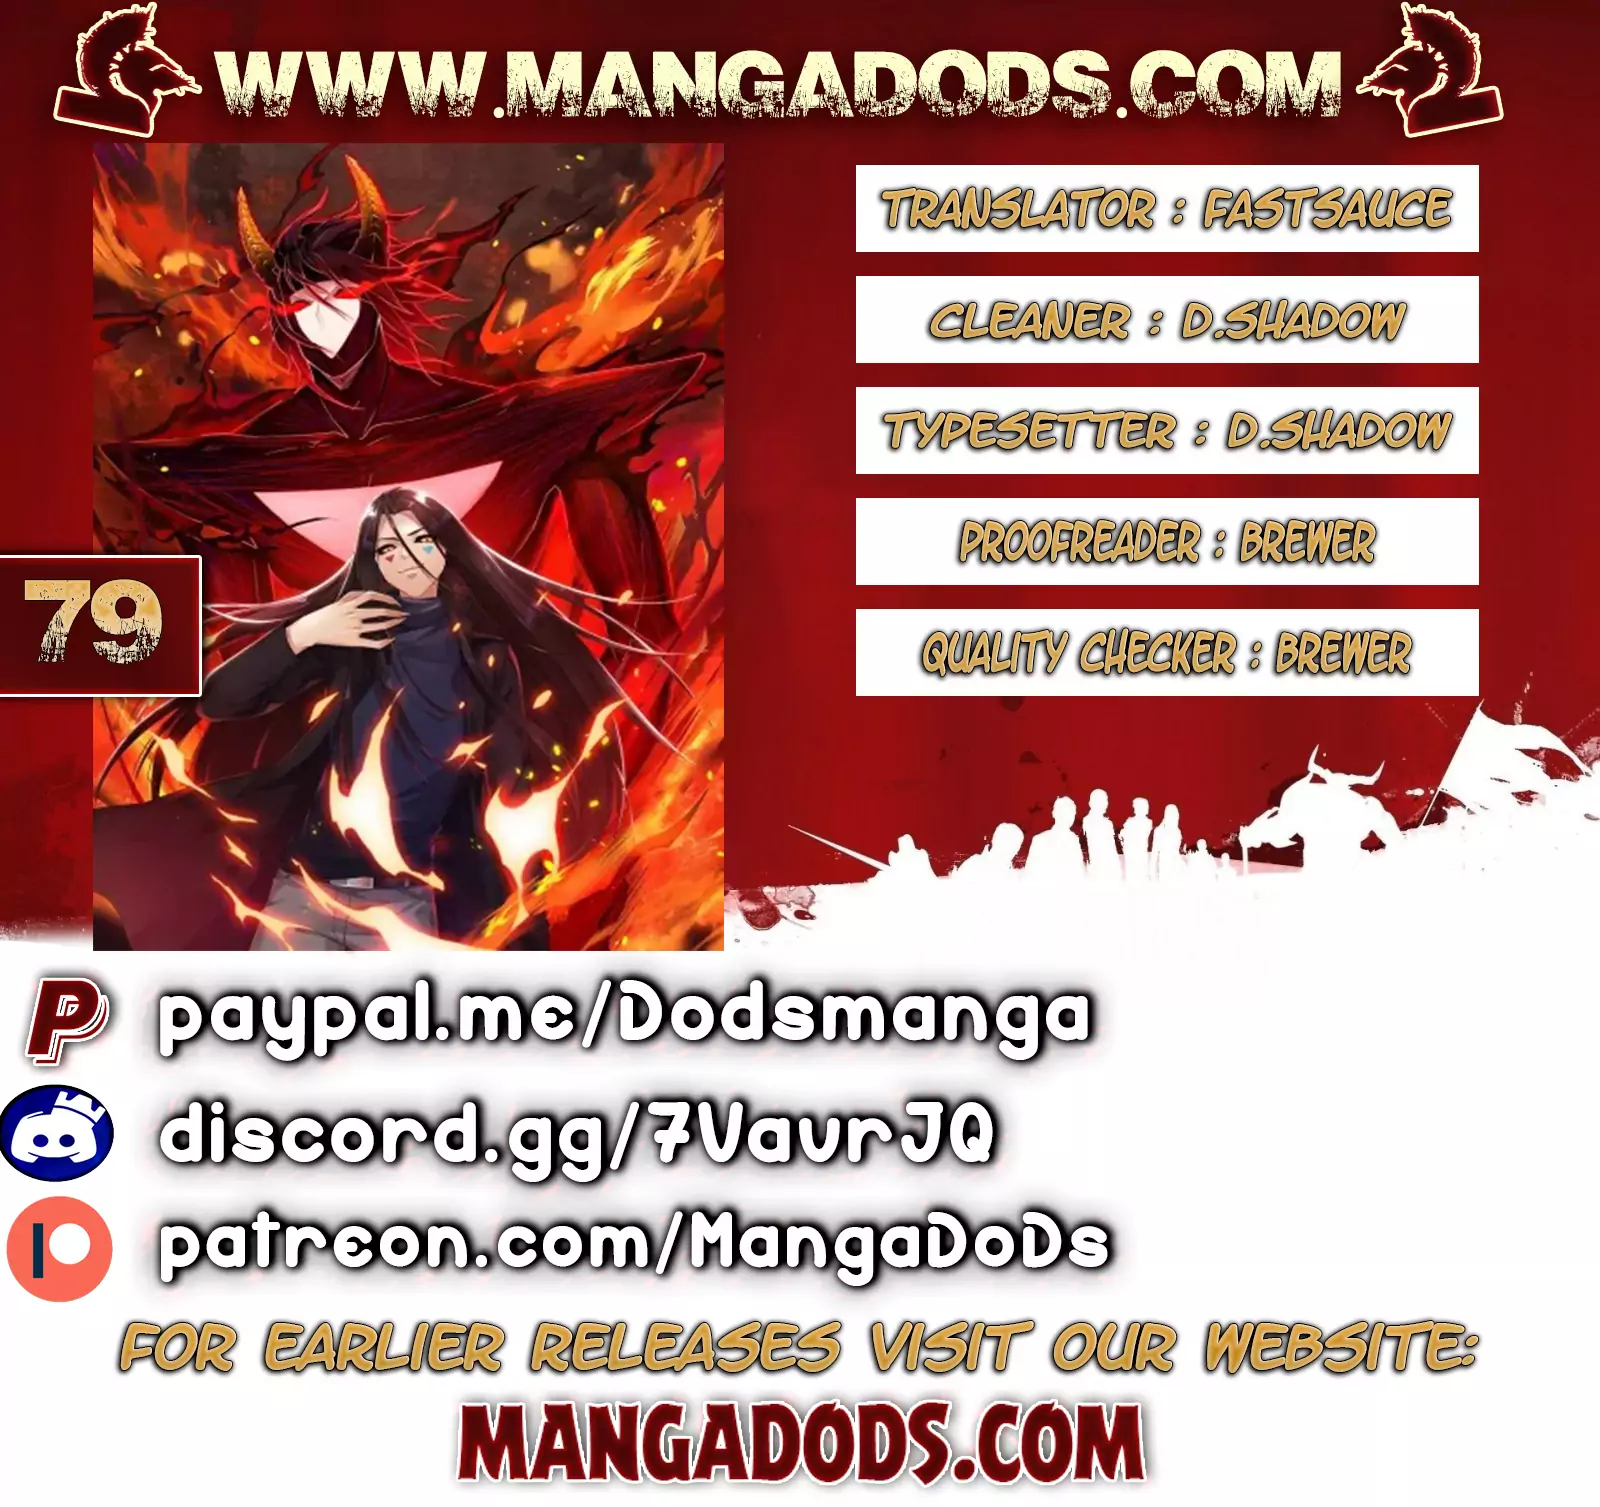 WWW.MANGADODS.COM
TRANSLATOR : FASTSAUCE
CLEANER : D.SHADOW
TYPESETTER : D.SHADOW
PROOFREADER : BREWER
79
QUALITY CHECKER : BREWER
paypal.me/Dodsmanga
discord.gg/7VavrJQ
patreon.com/MangaDoDs
FOR EARLIER RELEASES VISIT OUR WEBSITE:
MANGADODS.COM